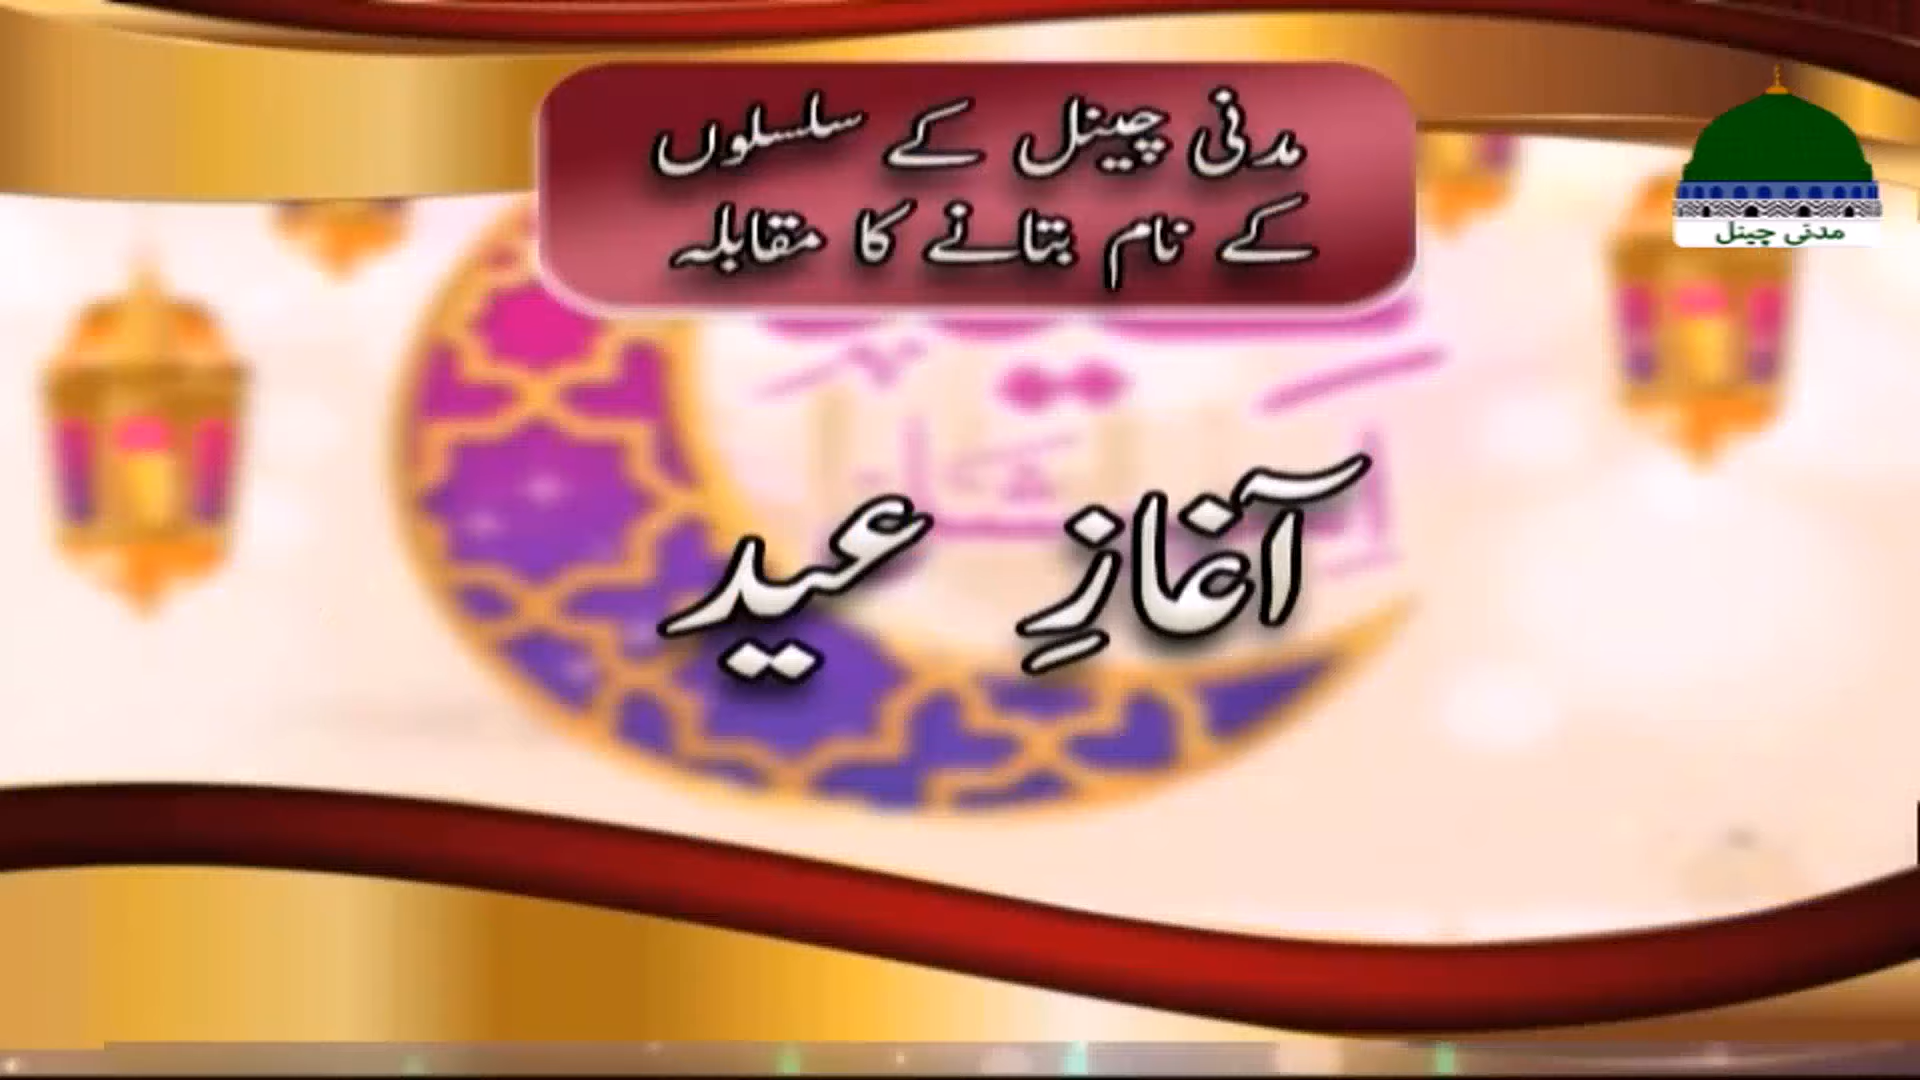 مدنی چینل کے سلسلوں
کے نام بتانے کا مقابلہ
مدنی چینل
آغازِ عید